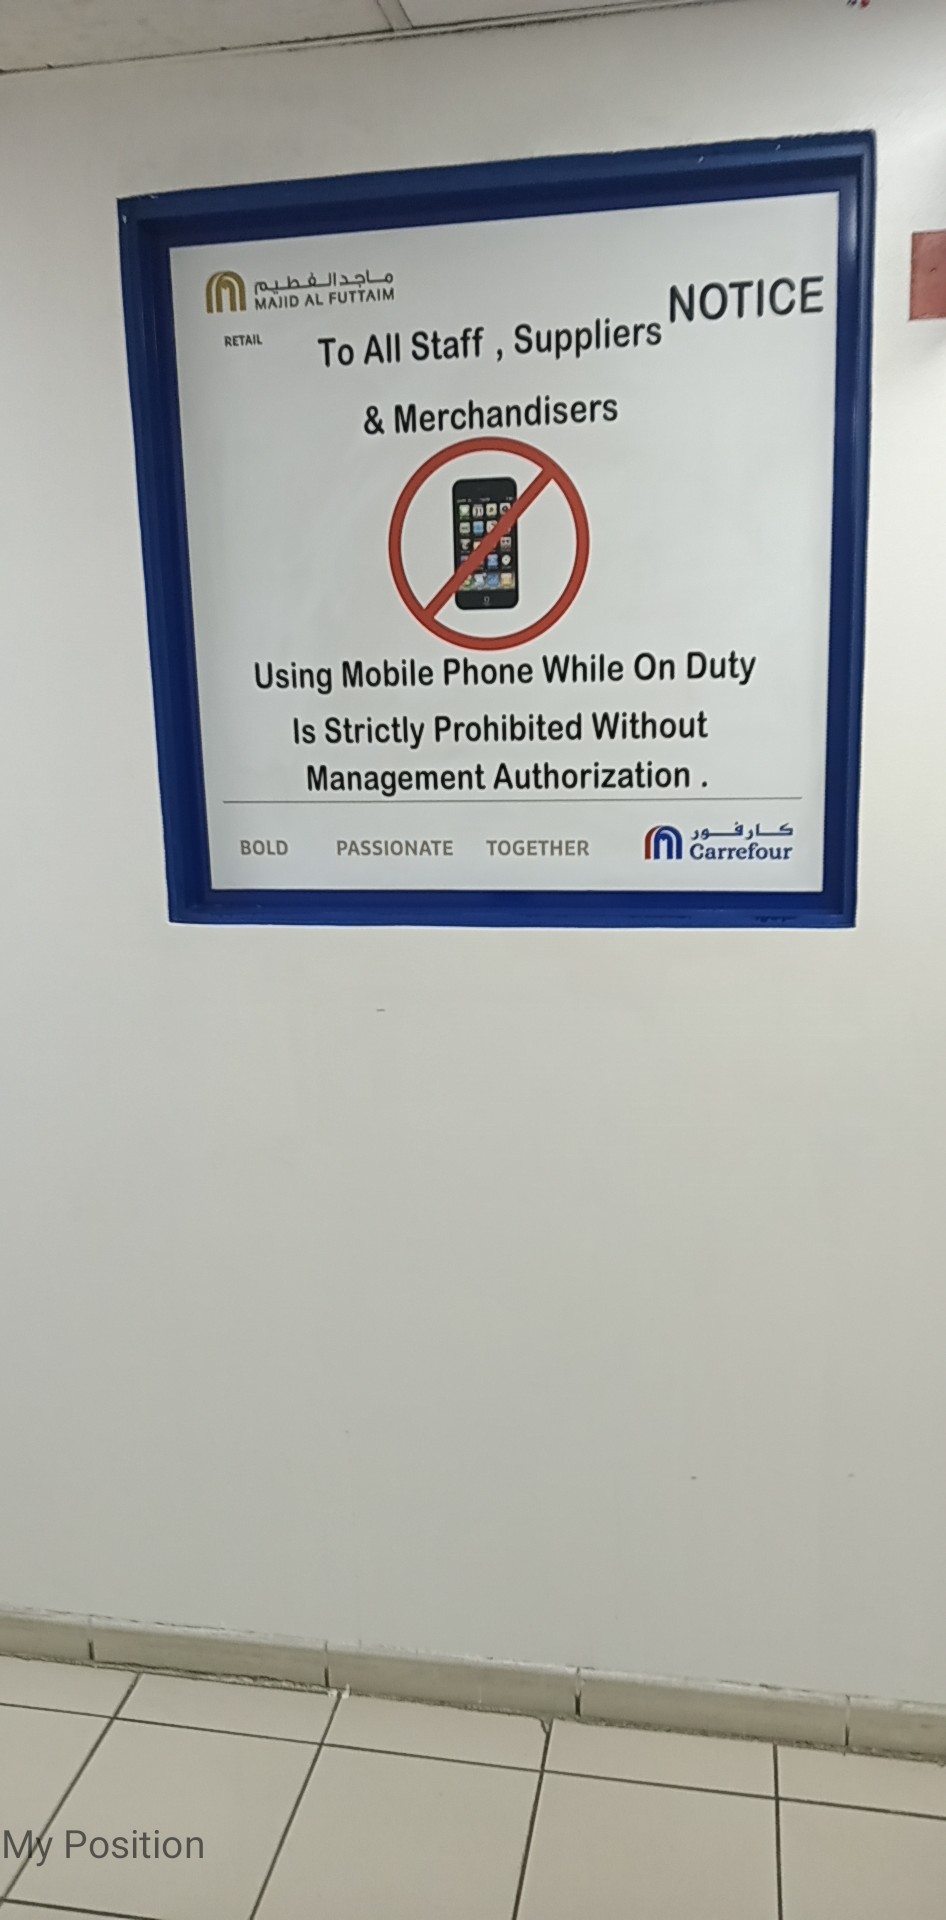 ماجد الفطيم
MAJID AL FUTTAIM
RETAIL
NOTICE
To All Staff , Suppliers
& Merchandisers
Using Mobile Phone While On Duty
Is Strictly Prohibited Without
Management Authorization .
BOLD PASSIONATE TOGETHER
كارفور
Carrefour
My Position